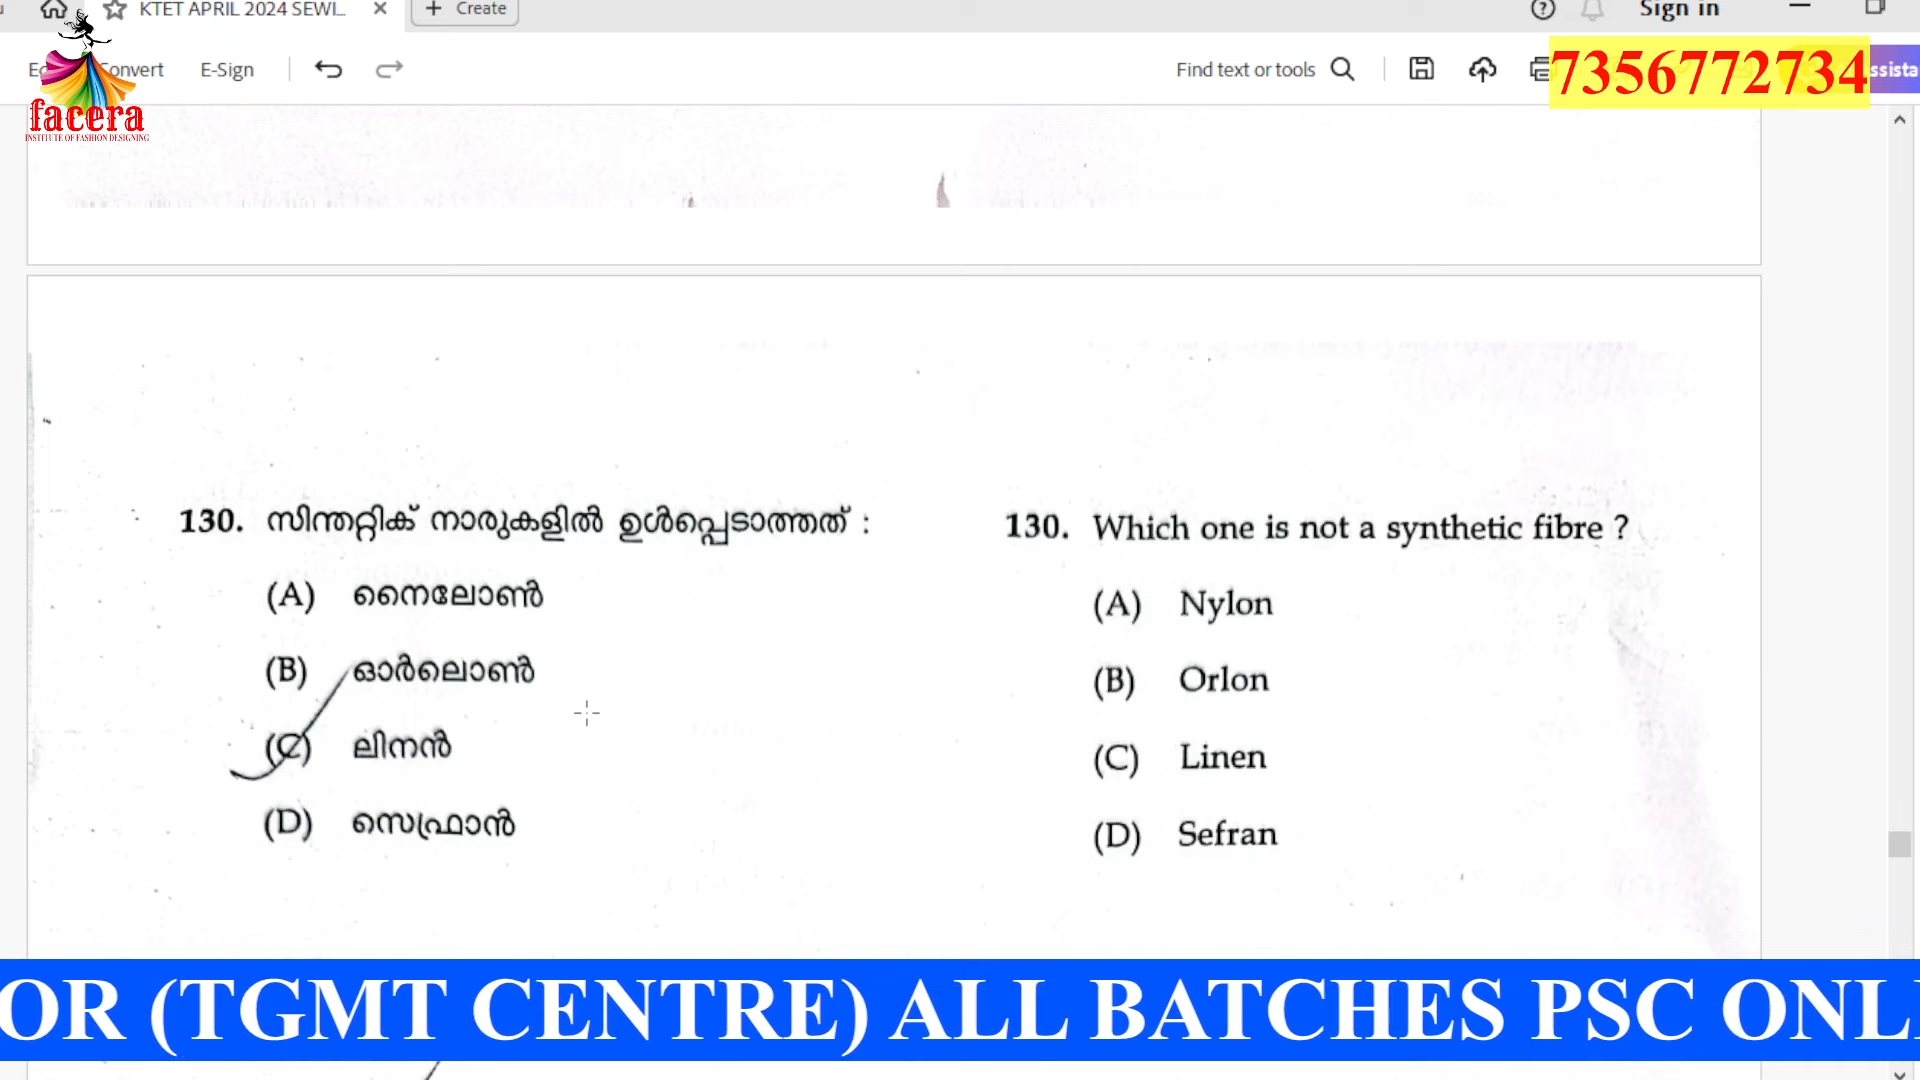 KTET APRIL 2024 SEWI...
Create
Sign in
Convert
E-Sign
Find text or tools
7356772734
ssista
facera
INSTITUTE OF FASHION DESIGNING
130. സിന്തറ്റിക് നാരുകളിൽ ഉൾപ്പെടാത്തത് :
(A) നൈലോൺ
(B) ഓർലൊൺ
(C) ലിനൻ
(D) സെഫ്രാൻ
130. Which one is not a synthetic fibre ?
(A) Nylon
(B) Orlon
(C) Linen
(D) Sefran
OR (TGMT CENTRE) ALL BATCHES PSC ONL